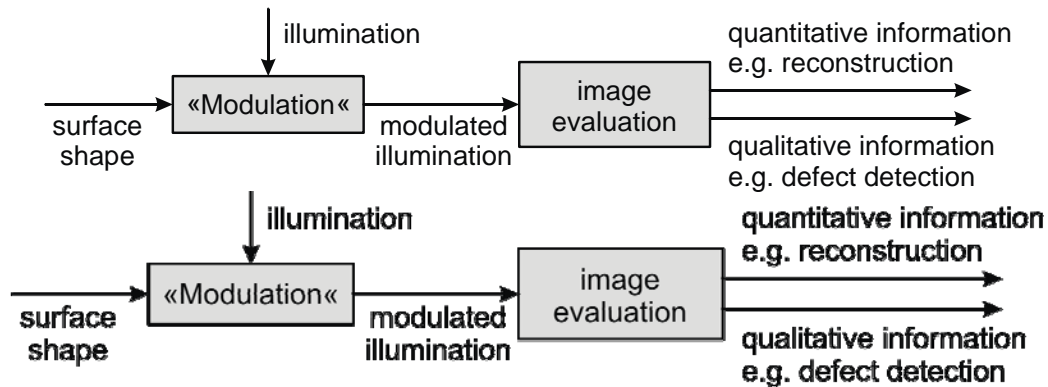 illumination
«Modulation«
surface
shape
modulated
illumination
image
evaluation
quantitative information
e.g. reconstruction
qualitative information
e.g. defect detection
illumination
«Modulation«
surface
shape
modulated
illumination
image
evaluation
quantitative information
e.g. reconstruction
qualitative information
e.g. defect detection